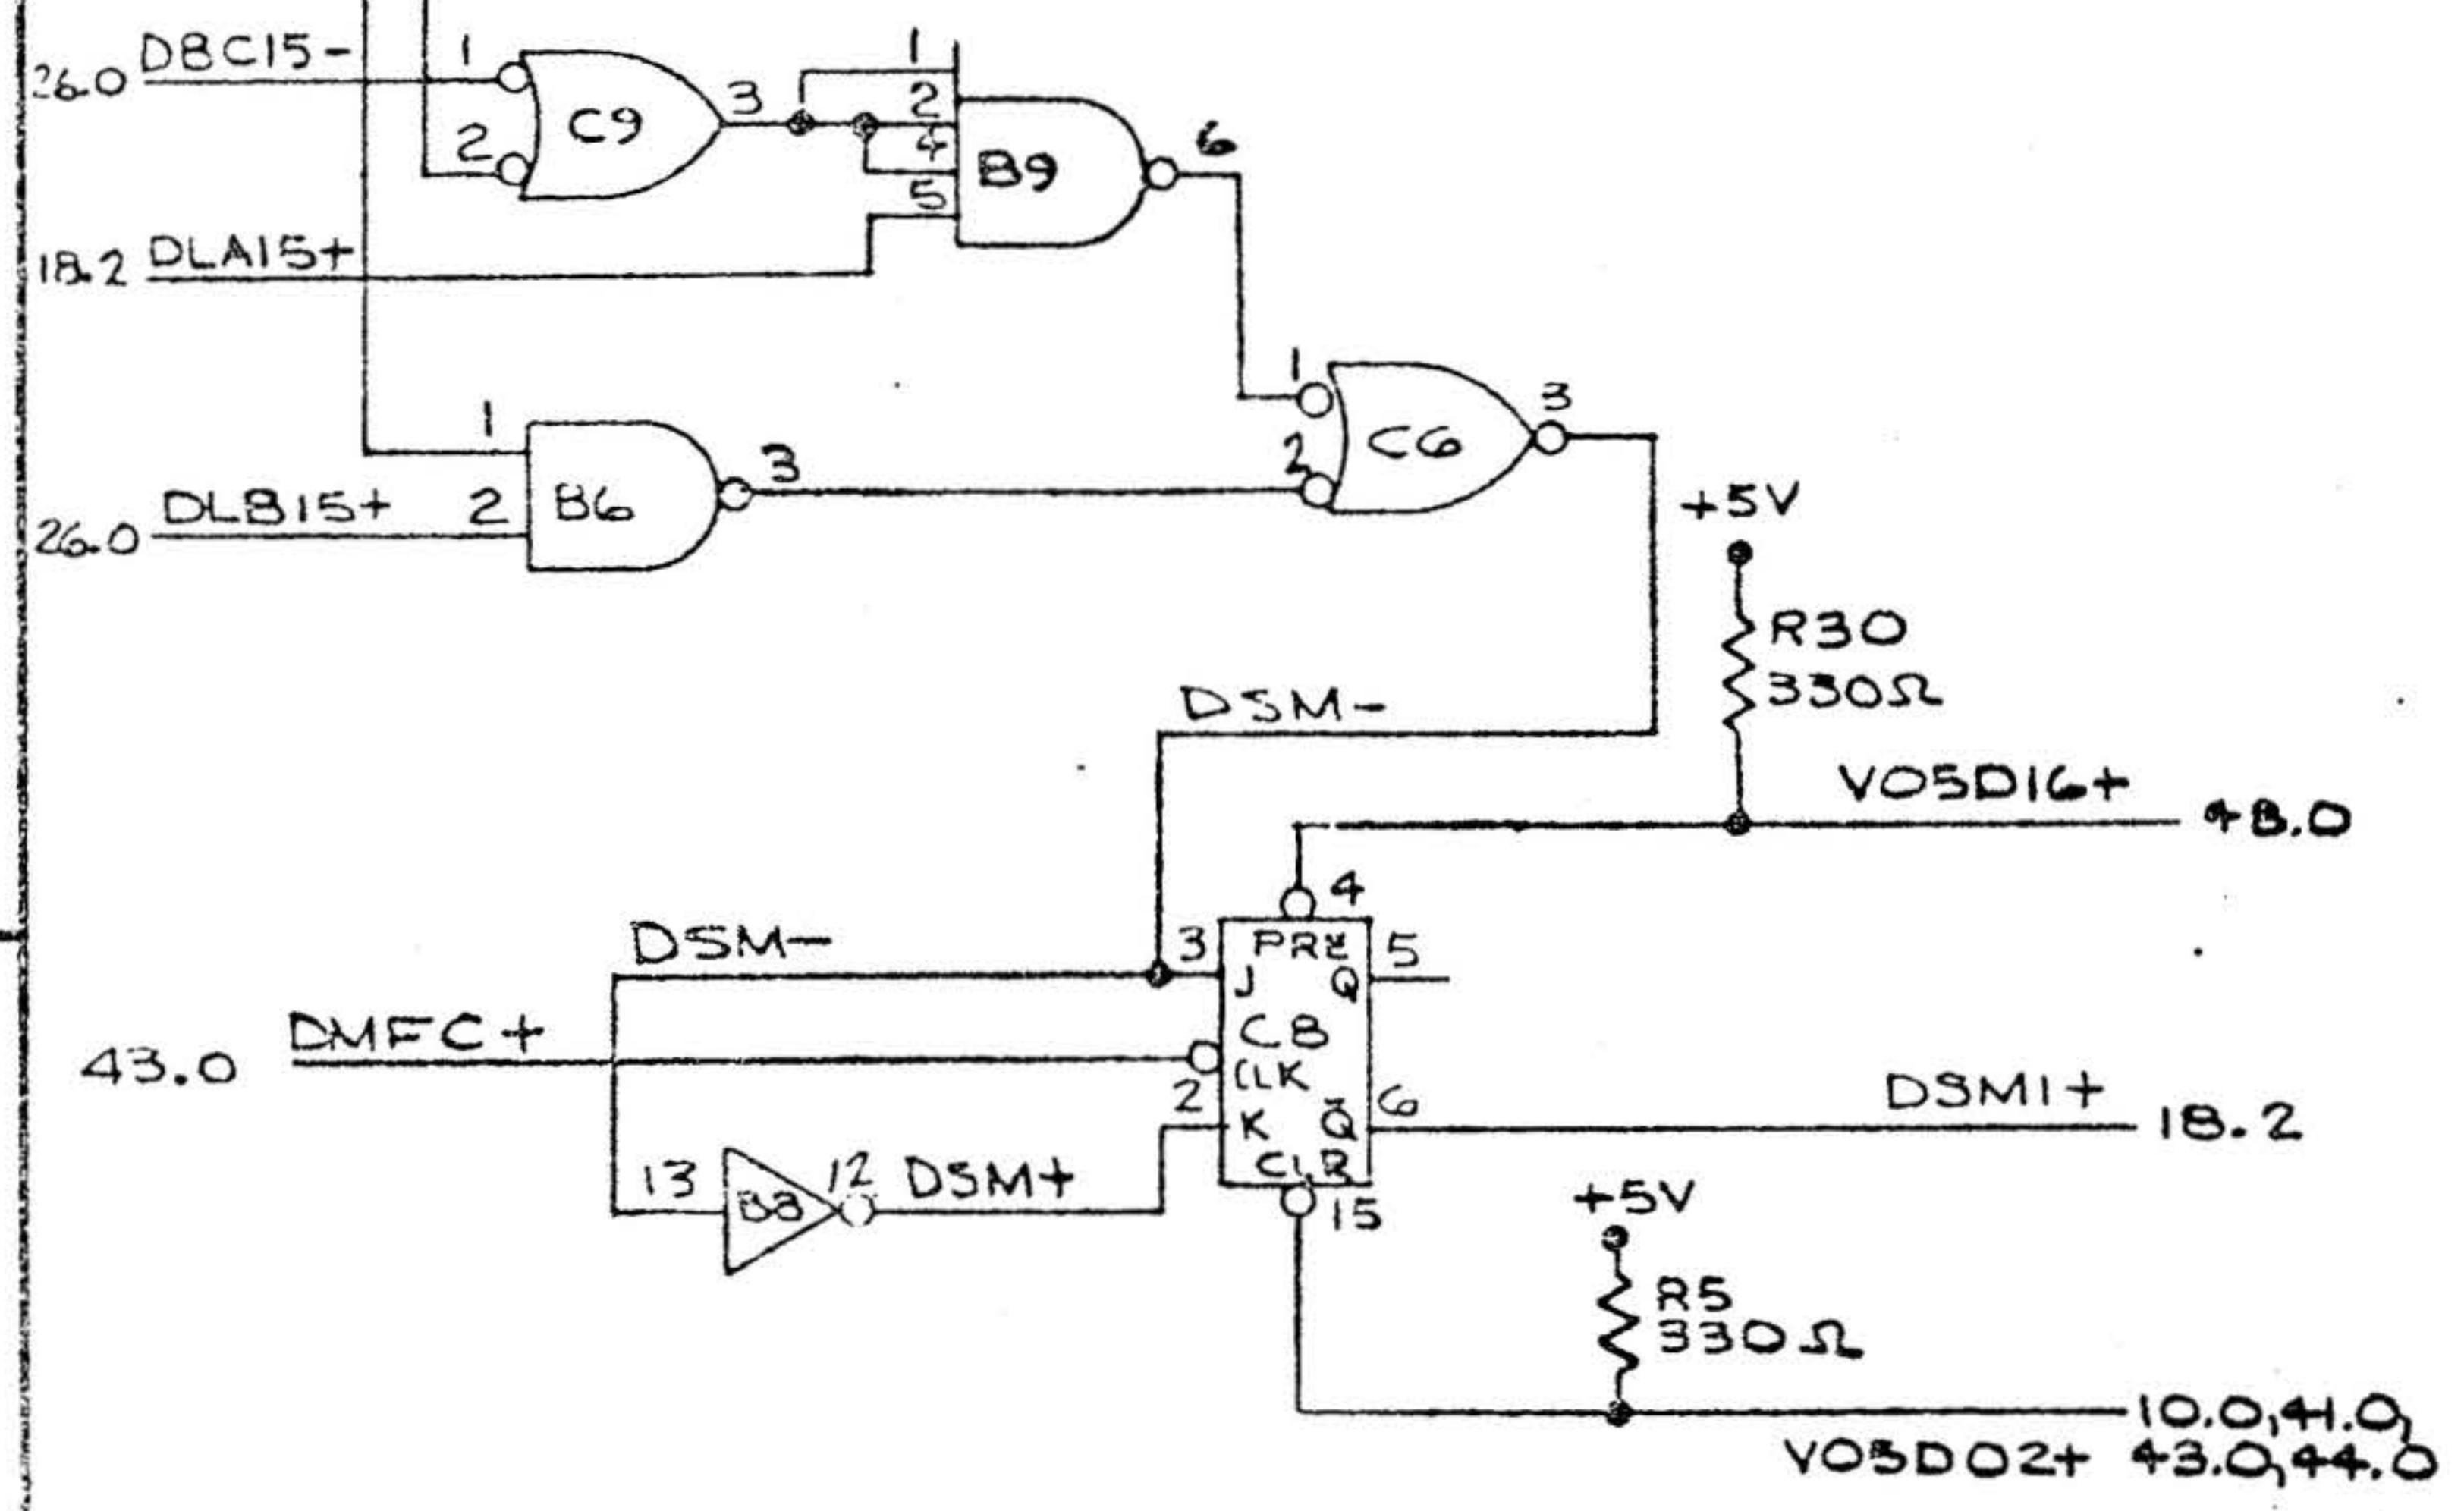 DBC15-
26.0
1
2
C9
3
1
2
4
5
B9
6
DLA15+
18.2
1
2
B6
3
DLB15+
26.0
1
2
C6
3
+5V
R30
330Ω
DSM-
V05D16+
48.0
4
DSM-
3
PRE
5
J
Q
DMFC+
43.0
C8
CLK
2
K
Q̄
6
DSM1+
18.2
CLR
13
B8
12
DSM+
15
+5V
R5
330Ω
10.0,41.0,
V05D02+ 43.0,44.0